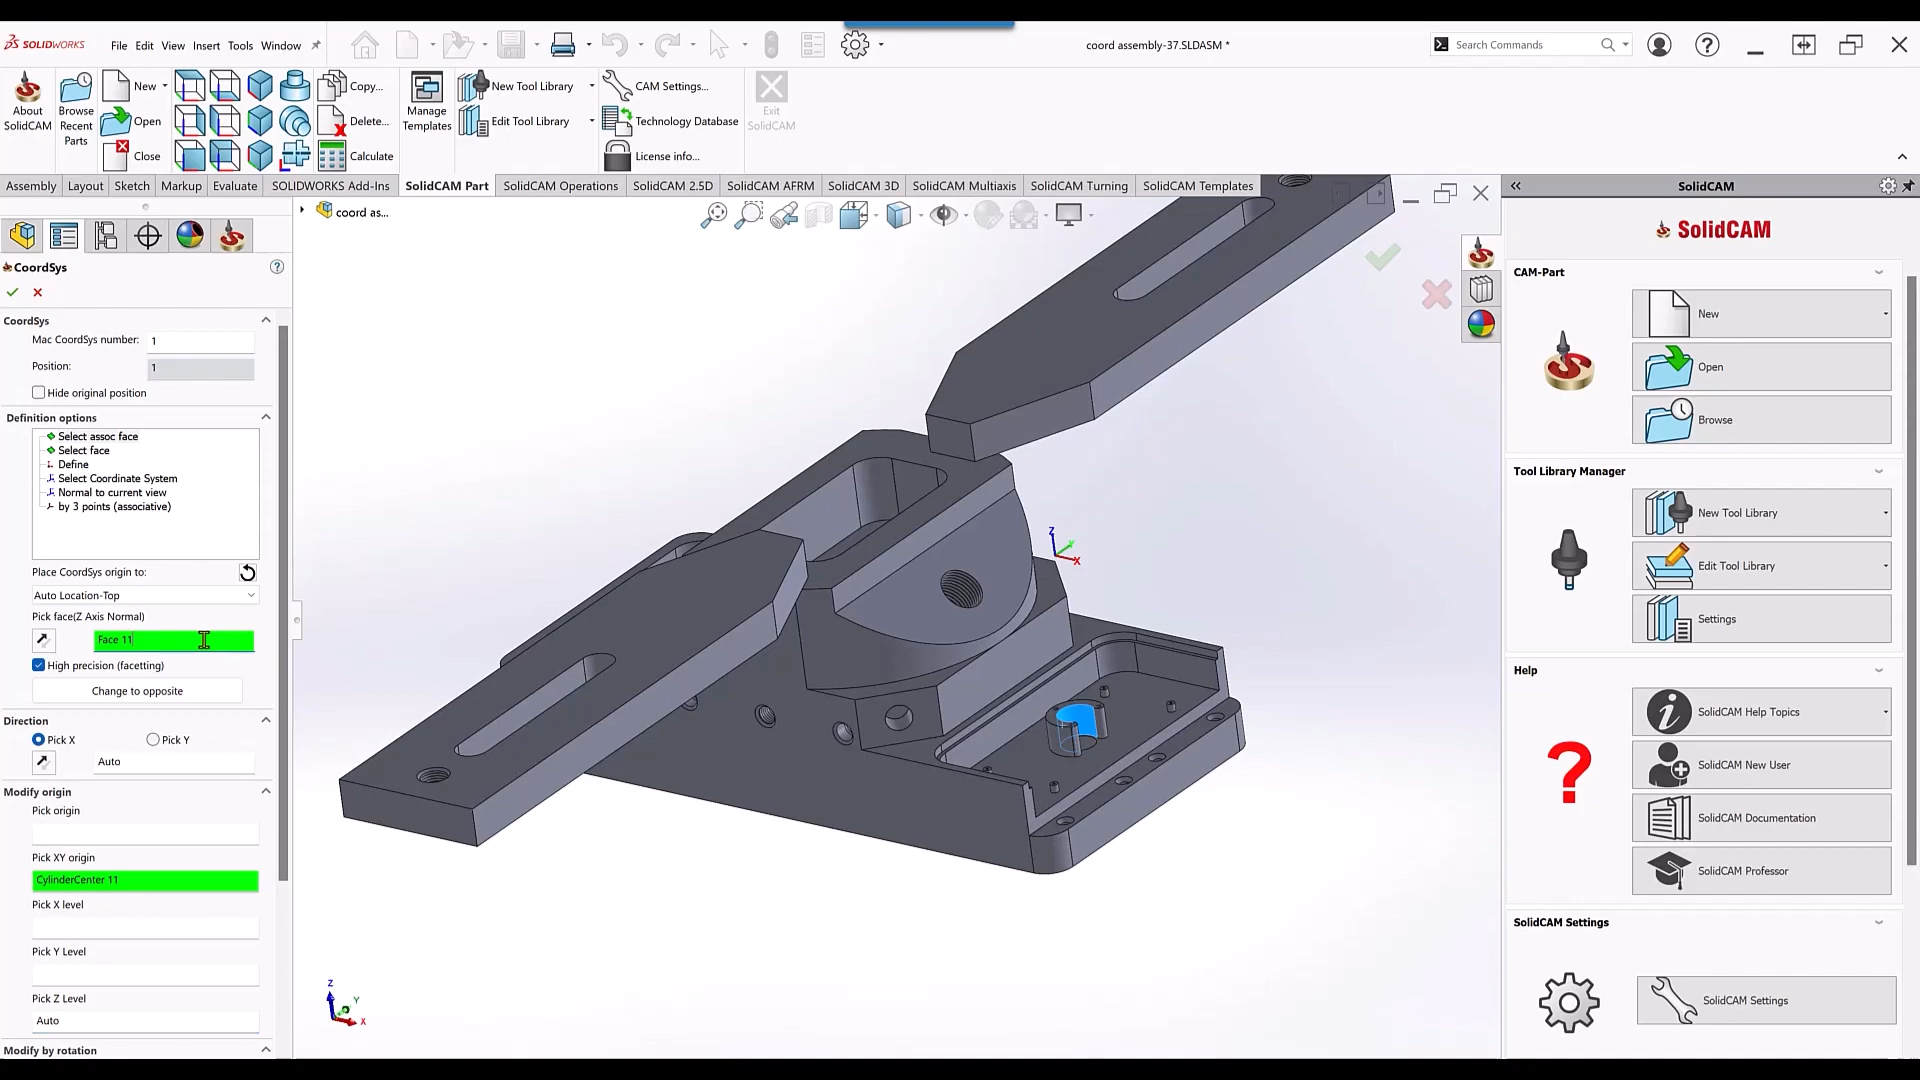 SOLIDWORKS File Edit View Insert Tools Window coord assembly-37.SLDASM * Search Commands
About SolidCAM
Browse Recent Parts
New
Open
Close
Copy...
Delete...
Calculate
Manage Templates
New Tool Library
Edit Tool Library
CAM Settings...
Technology Database
License info...
Exit SolidCAM
Assembly Layout Sketch Markup Evaluate SOLIDWORKS Add-Ins SolidCAM Part SolidCAM Operations SolidCAM 2.5D SolidCAM AFRM SolidCAM 3D SolidCAM Multiaxis SolidCAM Turning SolidCAM Templates
coord as...
CoordSys
CoordSys
Mac CoordSys number: 1
Position: 1
Hide original position
Definition options
Select assoc face
Select face
Define
Select Coordinate System
Normal to current view
by 3 points (associative)
Place CoordSys origin to:
Auto Location-Top
Pick face(Z Axis Normal)
Face 11
High precision (facetting)
Change to opposite
Direction
Pick X Pick Y
Auto
Modify origin
Pick origin
Pick XY origin
CylinderCenter 11
Pick X level
Pick Y Level
Pick Z Level
Auto
Modify by rotation
Z
Y
X
Z
Y
X
SolidCAM
SolidCAM
CAM-Part
New
Open
Browse
Tool Library Manager
New Tool Library
Edit Tool Library
Settings
Help
SolidCAM Help Topics
SolidCAM New User
SolidCAM Documentation
SolidCAM Professor
SolidCAM Settings
SolidCAM Settings